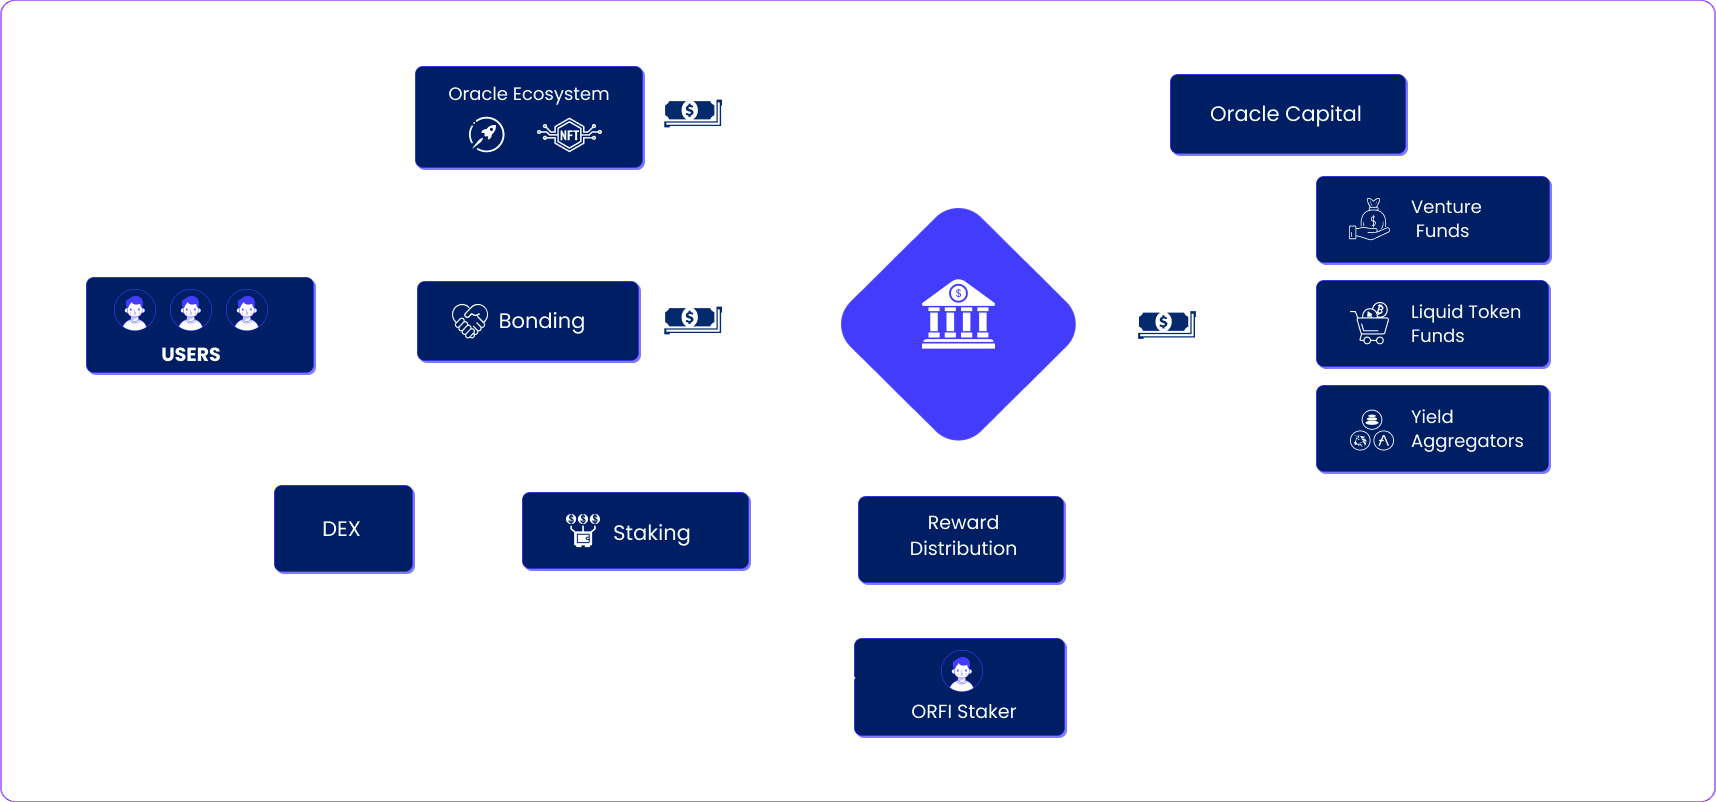 Oracle Ecosystem
NFT
Oracle Capital
Venture
Funds
USERS
Bonding
Liquid Token
Funds
Yield
Aggregators
DEX
Staking
Reward
Distribution
ORFI Staker